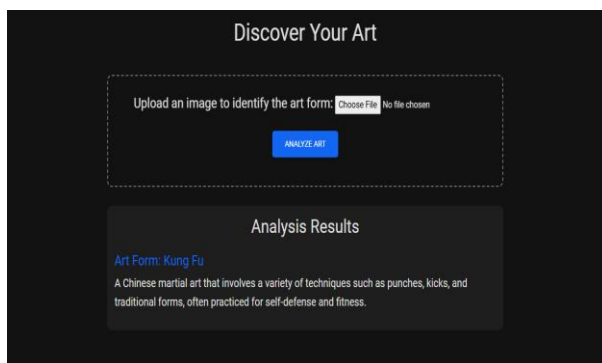 Discover Your Art
Upload an image to identify the art form: Choose File No file chosen
ANALYZE ART
Analysis Results
Art Form: Kung Fu
A Chinese martial art that involves a variety of techniques such as punches, kicks, and
traditional forms, often practiced for self-defense and fitness.